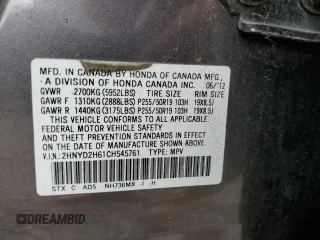 MFD. IN CANADA BY HONDA OF CANADA MFG.,
- A DIVISION OF HONDA CANADA INC. 06/'12
GVWR 2700KG (5952LBS) TIRE SIZE RIM SIZE
GAWR F 1310KG (2888LBS) P255/50R19 103H 19X8.5J
GAWR R 1440KG (3175LBS) P255/50R19 103H 19X8.5J
THIS VEHICLE CONFORMS TO ALL APPLICABLE
FEDERAL MOTOR VEHICLE SAFETY STANDARDS IN EFFECT
ON THE DATE OF MANUFACTURE SHOWN ABOVE.
V.I.N.: 2HNYD2H61CH545761 TYPE: MPV
STX C AD5 NH736MX -I -H
DREAMBID